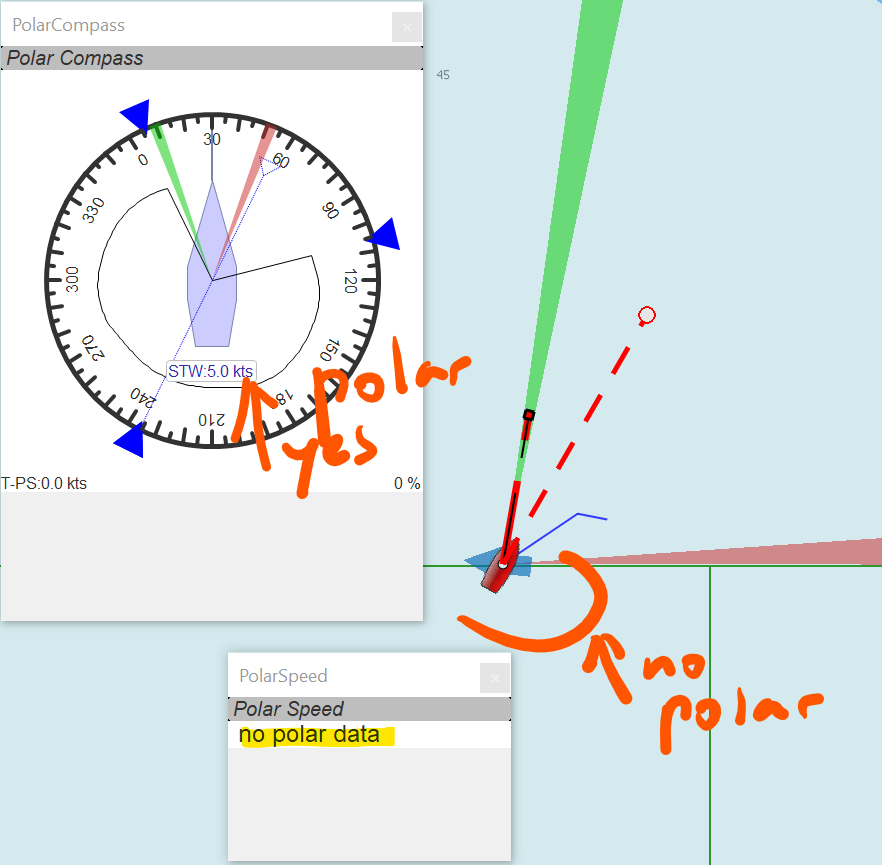 PolarCompass
x
Polar Compass
45
0
30
60
330
90
300
120
270
150
STW:5.0 kts
240
210
18
polar
yes
T-PS:0.0 kts
0 %
no
polar
PolarSpeed
x
Polar Speed
no polar data